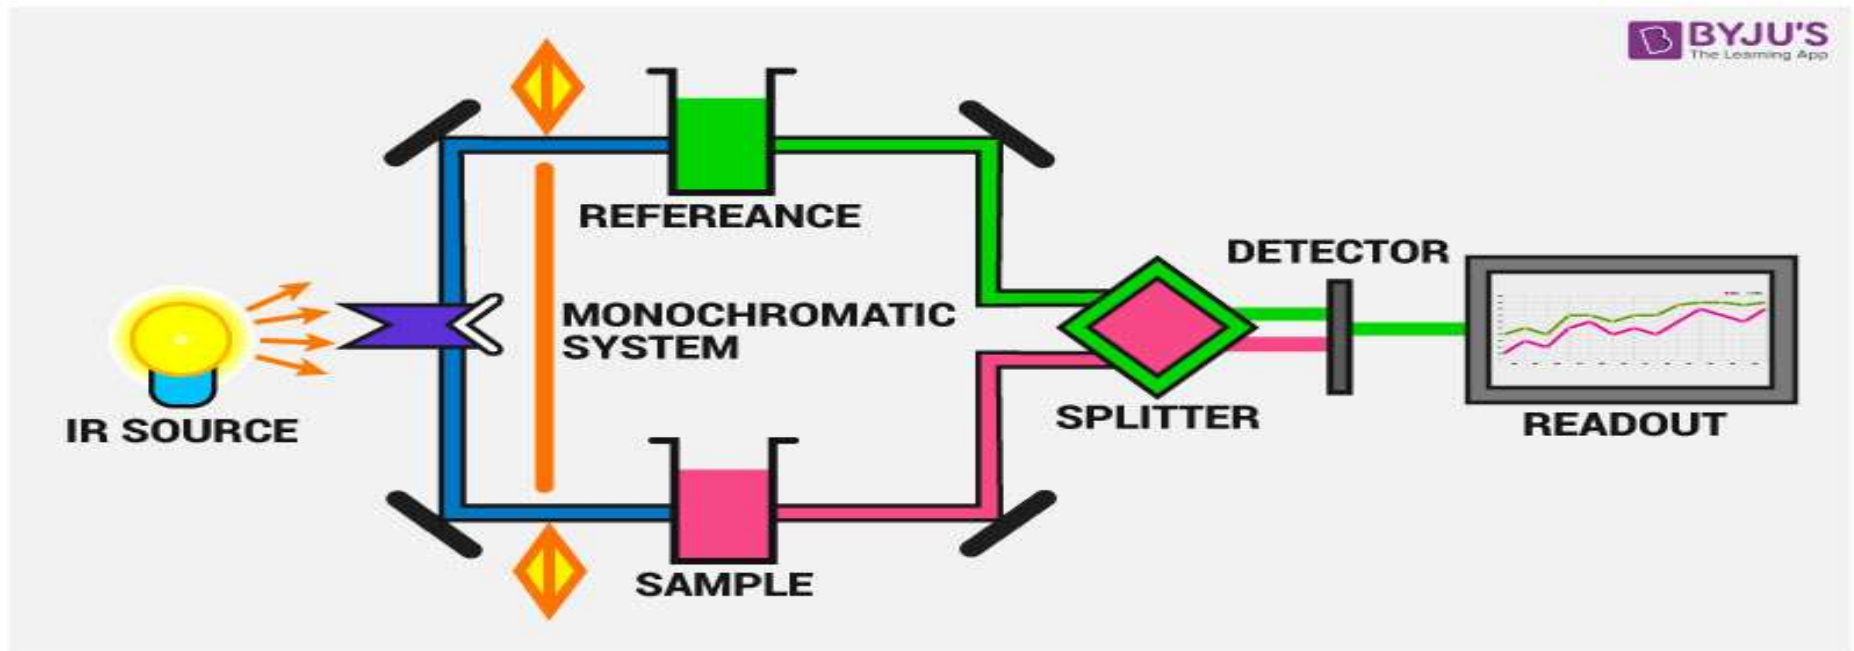 BYJU'S
The Learning App
REFEREANCE
DETECTOR
MONOCHROMATIC
SYSTEM
IR SOURCE
SPLITTER
READOUT
SAMPLE